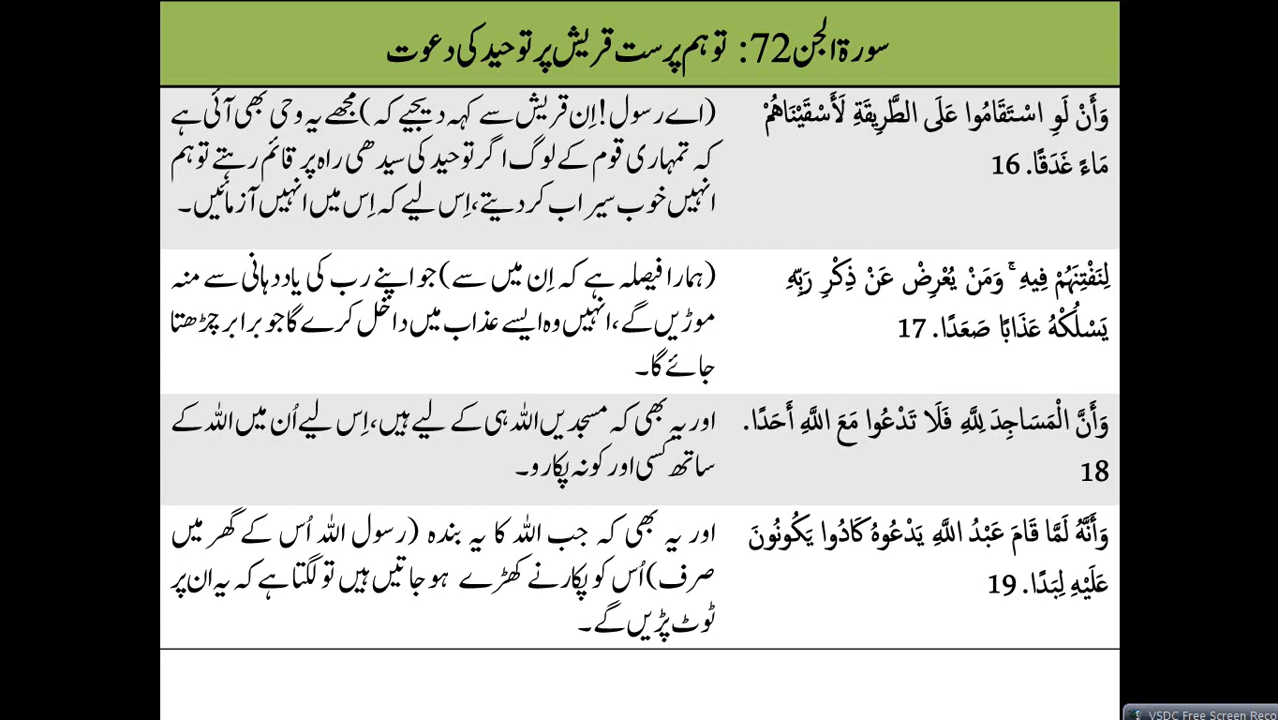 سورۃ الجن 72: توہم پرست قریش پر توحید کی دعوت
وَأَنْ لَوِ اسْتَقَامُوا عَلَى الطَّرِيقَةِ لَأَسْقَيْنَاهُمْ
مَاءً غَدَقًا. 16
(اے رسول! اِن قریش سے کہہ دیجیے کہ) مجھے یہ وحی بھی آئی ہے
کہ تمہاری قوم کے لوگ اگر توحید کی سیدھی راہ پر قائم رہتے تو ہم
انہیں خوب سیراب کر دیتے، اِس لیے کہ اِس میں انہیں آزمائیں۔
لِنَفْتِنَهُمْ فِيهِ ۚ وَمَنْ يُعْرِضْ عَنْ ذِكْرِ رَبِّهِ
يَسْلُكْهُ عَذَابًا صَعَدًا. 17
(ہمارا فیصلہ ہے کہ اِن میں سے) جو اپنے رب کی یاددہانی سے منہ
موڑیں گے، انہیں وہ ایسے عذاب میں داخل کرے گا جو برابر چڑھتا
جائے گا۔
وَأَنَّ الْمَسَاجِدَ لِلَّهِ فَلَا تَدْعُوا مَعَ اللَّهِ أَحَدًا.
18
اور یہ بھی کہ مسجدیں اللہ ہی کے لیے ہیں، اِس لیے اُن میں اللہ کے
ساتھ کسی اور کو نہ پکارو۔
وَأَنَّهُ لَمَّا قَامَ عَبْدُ اللَّهِ يَدْعُوهُ كَادُوا يَكُونُونَ
عَلَيْهِ لِبَدًا. 19
اور یہ بھی کہ جب اللہ کا یہ بندہ (رسول اللہ اُس کے گھر میں
صرف) اُس کو پکارنے کھڑے ہو جاتیں ہیں تو لگتا ہے کہ یہ ان پر
ٹوٹ پڑیں گے۔
VSDC Free Screen Reco